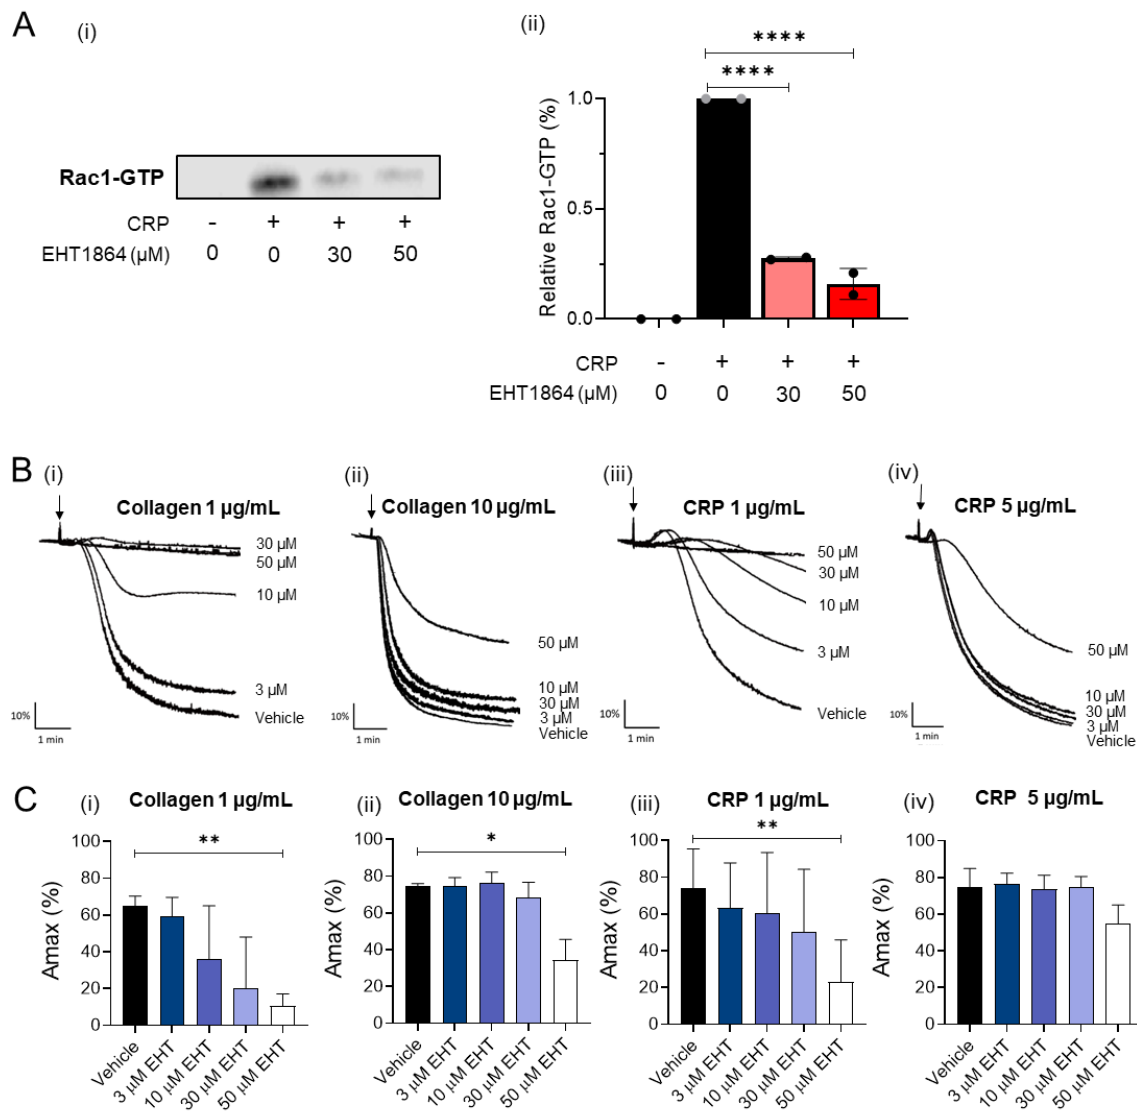 A
(i)
Rac1-GTP
CRP - + + +
EHT1864 (µM) 0 0 30 50
(ii)
****
****
Relative Rac1-GTP (%)
1.0
0.5
0.0
CRP - + + +
EHT1864 (µM) 0 0 30 50
B
(i)
Collagen 1 µg/mL
30 µM
50 µM
10 µM
3 µM
Vehicle
10%
1 min
(ii)
Collagen 10 µg/mL
50 µM
10 µM
30 µM
3 µM
Vehicle
10%
1 min
(iii)
CRP 1 µg/mL
50 µM
30 µM
10 µM
3 µM
Vehicle
10%
1 min
(iv)
CRP 5 µg/mL
50 µM
10 µM
30 µM
3 µM
Vehicle
10%
1 min
C
(i)
Collagen 1 µg/mL
**
Amax (%)
100
80
60
40
20
0
Vehicle
3 µM EHT
10 µM EHT
30 µM EHT
50 µM EHT
(ii)
Collagen 10 µg/mL
*
Amax (%)
100
80
60
40
20
0
Vehicle
3 µM EHT
10 µM EHT
30 µM EHT
50 µM EHT
(iii)
CRP 1 µg/mL
**
Amax (%)
100
80
60
40
20
0
Vehicle
3 µM EHT
10 µM EHT
30 µM EHT
50 µM EHT
(iv)
CRP 5 µg/mL
Amax (%)
100
80
60
40
20
0
Vehicle
3 µM EHT
10 µM EHT
30 µM EHT
50 µM EHT